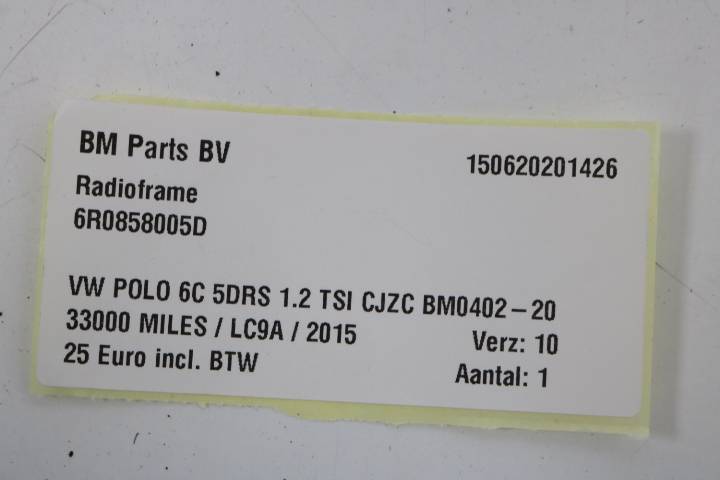 BM Parts BV
150620201426
Radioframe
6R0858005D
VW POLO 6C 5DRS 1.2 TSI CJZC BM0402-20
33000 MILES / LC9A / 2015
Verz: 10
25 Euro incl. BTW
Aantal: 1